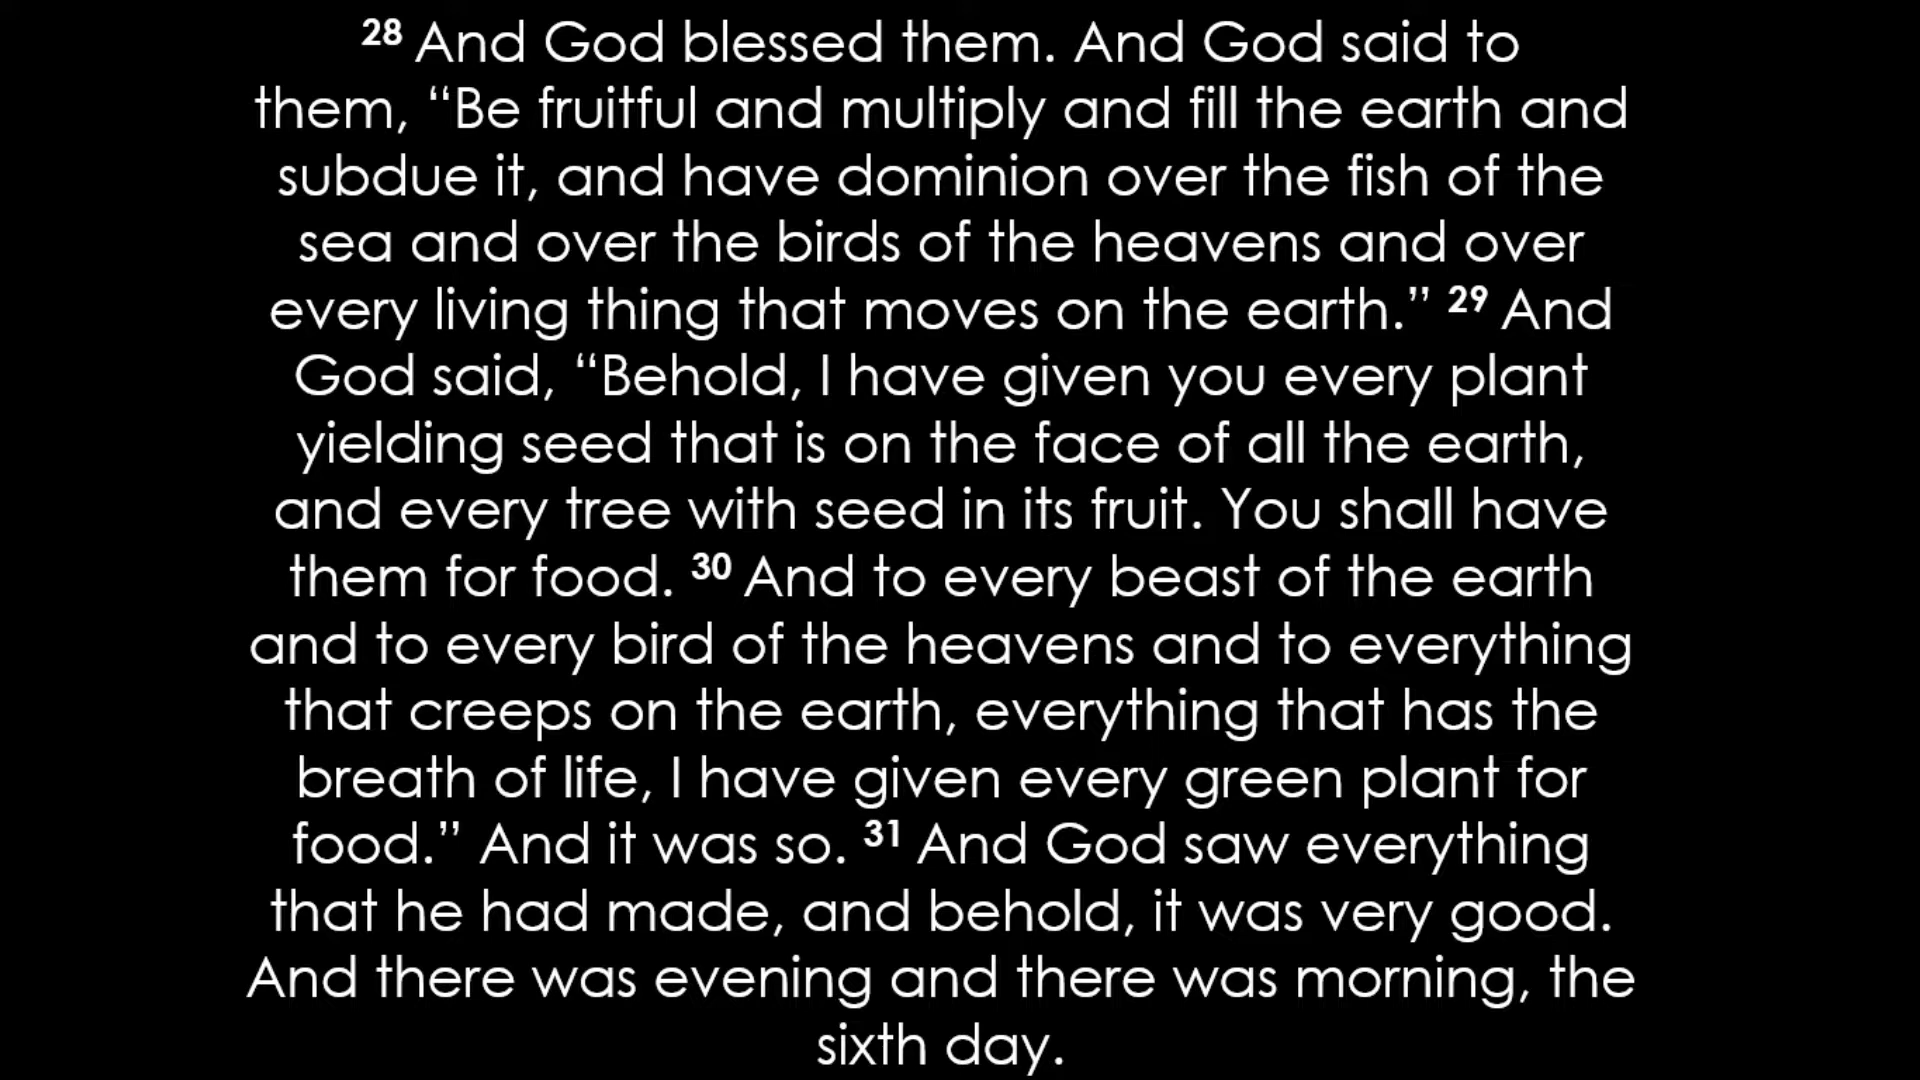 28 And God blessed them. And God said to
them, “Be fruitful and multiply and fill the earth and
subdue it, and have dominion over the fish of the
sea and over the birds of the heavens and over
every living thing that moves on the earth.” 29 And
God said, “Behold, I have given you every plant
yielding seed that is on the face of all the earth,
and every tree with seed in its fruit. You shall have
them for food. 30 And to every beast of the earth
and to every bird of the heavens and to everything
that creeps on the earth, everything that has the
breath of life, I have given every green plant for
food.” And it was so. 31 And God saw everything
that he had made, and behold, it was very good.
And there was evening and there was morning, the
sixth day.